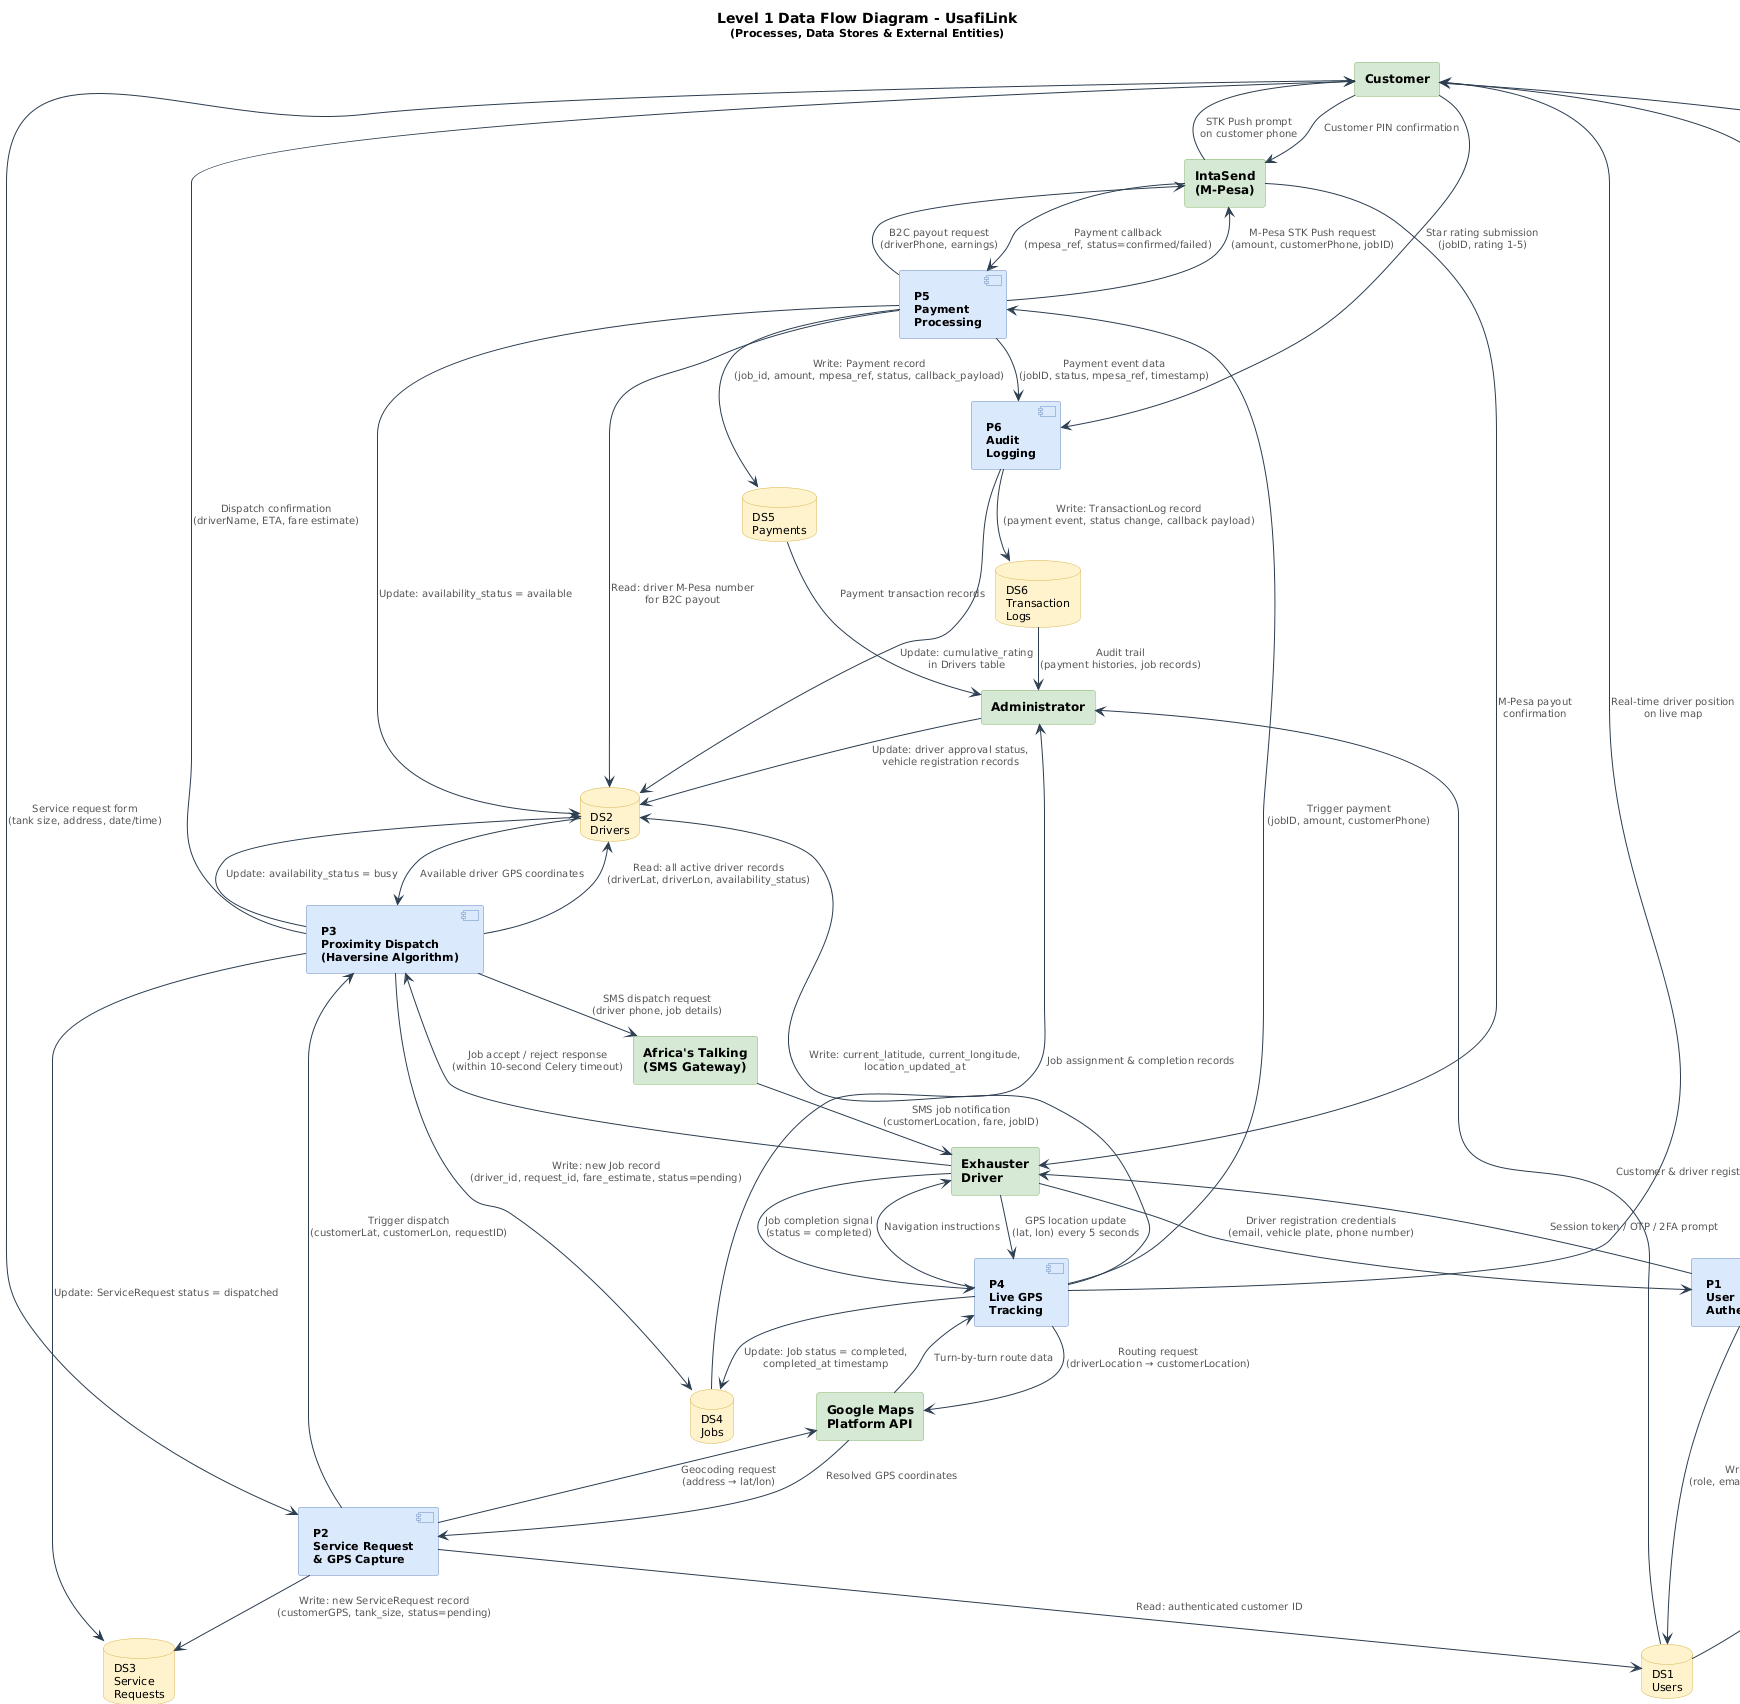 Level 1 Data Flow Diagram - UsafiLink
(Processes, Data Stores & External Entities)
Customer
STK Push prompt
on customer phone
Customer PIN confirmation
IntaSend
(M-Pesa)
B2C payout request
(driverPhone, earnings)
Payment callback
(mpesa_ref, status=confirmed/failed)
M-Pesa STK Push request
(amount, customerPhone, jobID)
Star rating submission
(jobID, rating 1-5)
P5
Payment
Processing
Write: Payment record
(job_id, amount, mpesa_ref, status, callback_payload)
Payment event data
(jobID, status, mpesa_ref, timestamp)
P6
Audit
Logging
Dispatch confirmation
(driverName, ETA, fare estimate)
DS5
Payments
Write: TransactionLog record
(payment event, status change, callback payload)
Update: availability_status = available
Read: driver M-Pesa number
for B2C payout
Payment transaction records
DS6
Transaction
Logs
Update: cumulative_rating
in Drivers table
Audit trail
(payment histories, job records)
Administrator
M-Pesa payout
confirmation
Real-time driver position
on live map
Update: driver approval status,
vehicle registration records
Service request form
(tank size, address, date/time)
DS2
Drivers
Trigger payment
(jobID, amount, customerPhone)
Update: availability_status = busy
Available driver GPS coordinates
Read: all active driver records
(driverLat, driverLon, availability_status)
P3
Proximity Dispatch
(Haversine Algorithm)
SMS dispatch request
(driver phone, job details)
Africa's Talking
(SMS Gateway)
Job accept / reject response
(within 10-second Celery timeout)
Write: current_latitude, current_longitude,
location_updated_at
Job assignment & completion records
SMS job notification
(customerLocation, fare, jobID)
Exhauster
Driver
Write: new Job record
(driver_id, request_id, fare_estimate, status=pending)
Customer & driver regist
Trigger dispatch
(customerLat, customerLon, requestID)
Job completion signal
(status = completed)
Navigation instructions
GPS location update
(lat, lon) every 5 seconds
Driver registration credentials
(email, vehicle plate, phone number)
Session token / OTP / 2FA prompt
Update: ServiceRequest status = dispatched
P4
Live GPS
Tracking
P1
User
Authe
Update: Job status = completed,
completed_at timestamp
Turn-by-turn route data
Routing request
(driverLocation → customerLocation)
DS4
Jobs
Google Maps
Platform API
Geocoding request
(address → lat/lon)
Resolved GPS coordinates
Wr
(role, ema
P2
Service Request
& GPS Capture
Write: new ServiceRequest record
(customerGPS, tank_size, status=pending)
Read: authenticated customer ID
DS3
Service
Requests
DS1
Users